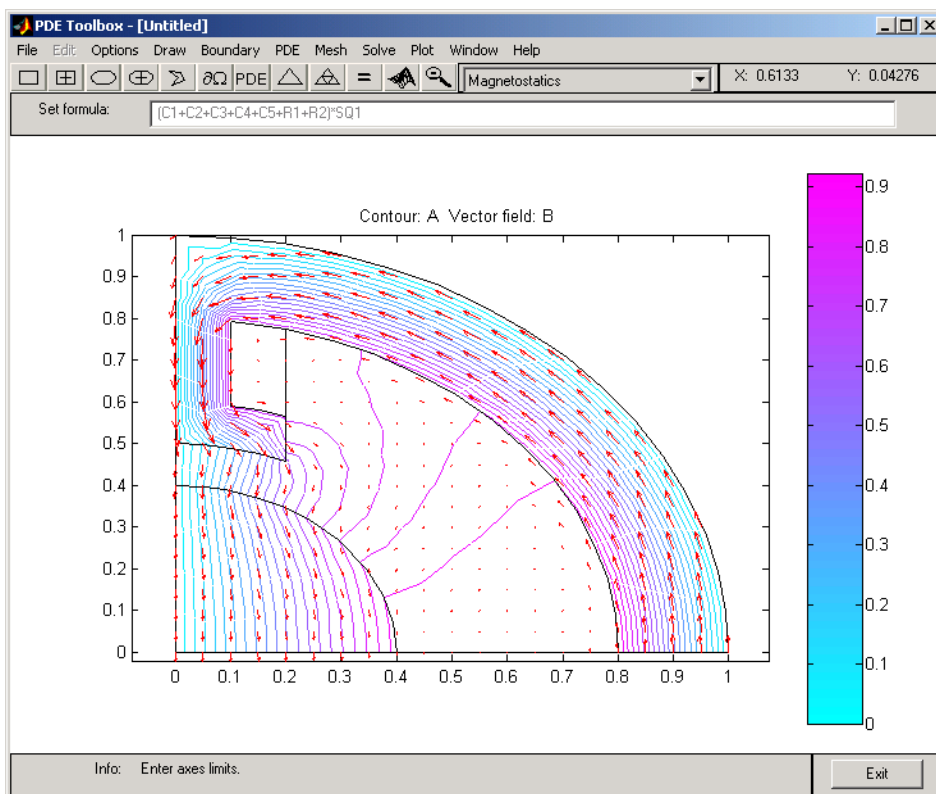 PDE Toolbox - [Untitled]
File Edit Options Draw Boundary PDE Mesh Solve Plot Window Help
∂Ω PDE = Magnetostatics X: 0.6133 Y: 0.04276
Set formula: (C1+C2+C3+C4+C5+R1+R2)*SQ1
Contour: A Vector field: B
1
0.9
0.8
0.7
0.6
0.5
0.4
0.3
0.2
0.1
0
0 0.1 0.2 0.3 0.4 0.5 0.6 0.7 0.8 0.9 1
0.9
0.8
0.7
0.6
0.5
0.4
0.3
0.2
0.1
0
Info: Enter axes limits.
Exit